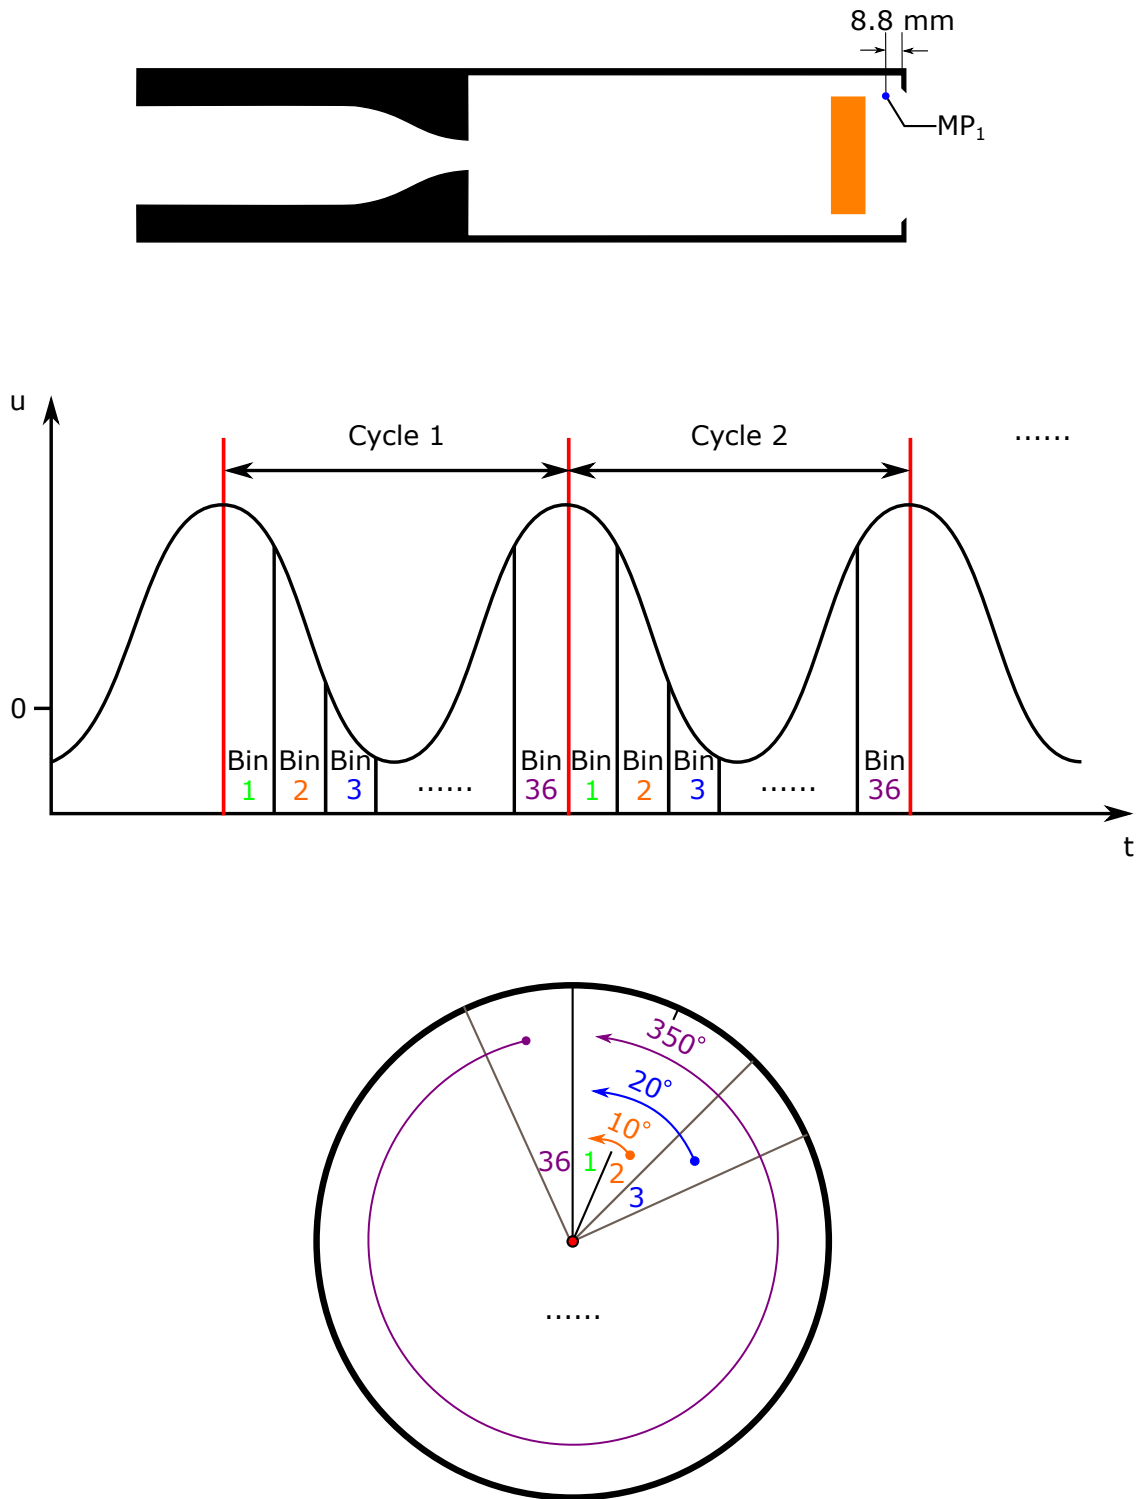 8.8 mm
MP₁
u
Cycle 1
Cycle 2
......
0
Bin Bin Bin Bin Bin Bin Bin Bin
1 2 3 ...... 36 1 2 3 ...... 36
t
350°
20°
10°
36 1 2
3
......